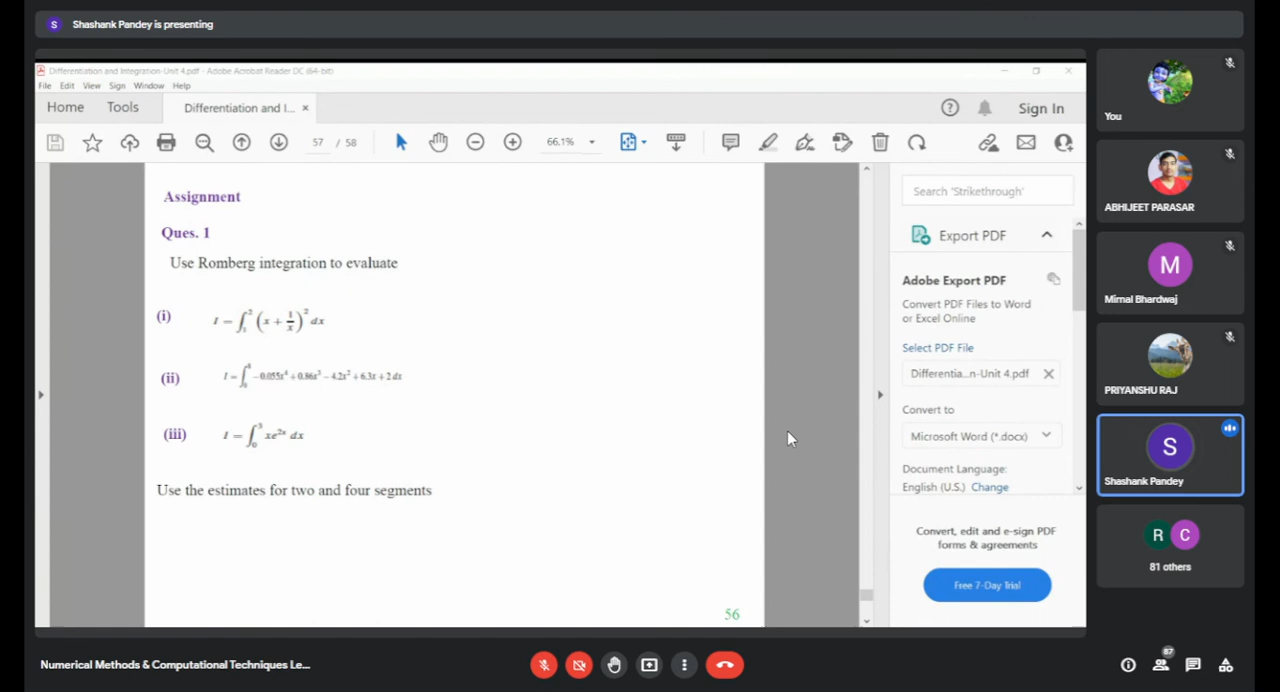 S Shashank Pandey is presenting
Differentiation and Integration-Unit 4.pdf - Adobe Acrobat Reader DC (64-bit)
File Edit View Sign Window Help
Home Tools Differentiation and I... × ? Sign In
57 / 58 66.1%
Assignment
Ques. 1
Use Romberg integration to evaluate
(i) I = ∫₁² (x + 1/x)² dx
(ii) I = ∫₀⁸ −0.055x⁴ + 0.86x³ − 4.2x² + 6.3x + 2 dx
(iii) I = ∫₀³ xe²ˣ dx
Use the estimates for two and four segments
56
Search 'Strikethrough'
Export PDF
Adobe Export PDF
Convert PDF Files to Word
or Excel Online
Select PDF File
Differentia...n-Unit 4.pdf ×
Convert to
Microsoft Word (*.docx)
Document Language:
English (U.S.) Change
Convert, edit and e-sign PDF
forms & agreements
Free 7-Day Trial
You
ABHIJEET PARASAR
M
Mirnal Bhardwaj
PRIYANSHU RAJ
S
Shashank Pandey
R C
81 others
Numerical Methods & Computational Techniques Le...
87